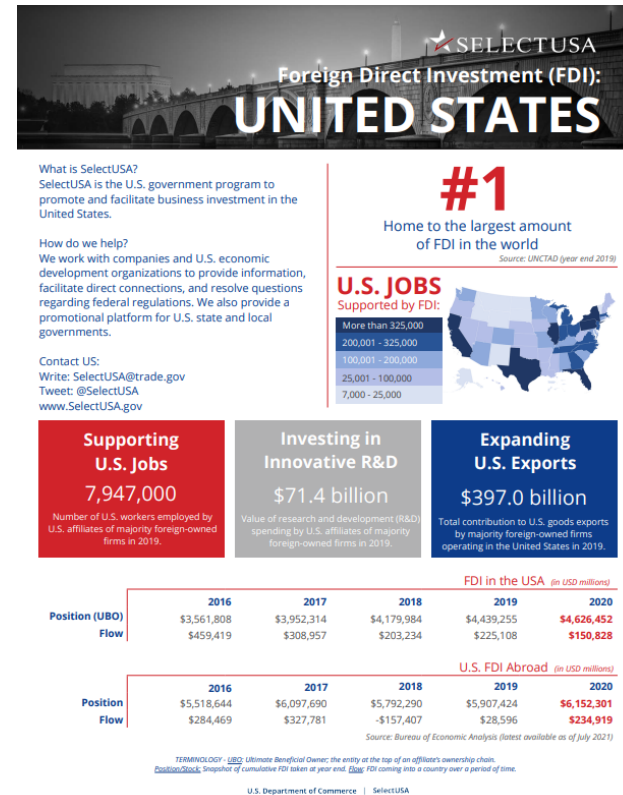 SELECTUSA
Foreign Direct Investment (FDI):
UNITED STATES
What is SelectUSA?
SelectUSA is the U.S. government program to
promote and facilitate business investment in the
United States.
How do we help?
We work with companies and U.S. economic
development organizations to provide information,
facilitate direct connections, and resolve questions
regarding federal regulations. We also provide a
promotional platform for U.S. state and local
governments.
Contact US:
Write: SelectUSA@trade.gov
Tweet: @SelectUSA
www.SelectUSA.gov
#1
Home to the largest amount
of FDI in the world
Source: UNCTAD (year end 2019)
U.S. JOBS
Supported by FDI:
More than 325,000
200,001 - 325,000
100,001 - 200,000
25,001 - 100,000
7,000 - 25,000
Supporting
U.S. Jobs
7,947,000
Number of U.S. workers employed by
U.S. affiliates of majority foreign-owned
firms in 2019.
Investing in
Innovative R&D
$71.4 billion
Value of research and development (R&D)
spending by U.S. affiliates of majority
foreign-owned firms in 2019.
Expanding
U.S. Exports
$397.0 billion
Total contribution to U.S. goods exports
by majority foreign-owned firms
operating in the United States in 2019.
FDI in the USA (in USD millions)
2016 2017 2018 2019 2020
Position (UBO) $3,561,808 $3,952,314 $4,179,984 $4,439,255 $4,626,452
Flow $459,419 $308,957 $203,234 $225,108 $150,828
U.S. FDI Abroad (in USD millions)
2016 2017 2018 2019 2020
Position $5,518,644 $6,097,690 $5,792,290 $5,907,424 $6,152,301
Flow $284,469 $327,781 -$157,407 $28,596 $234,919
Source: Bureau of Economic Analysis (latest available as of July 2021)
TERMINOLOGY - UBO: Ultimate Beneficial Owner; the entity at the top of an affiliate's ownership chain.
Position/Stock: Snapshot of cumulative FDI taken at year end. Flow: FDI coming into a country over a period of time.
U.S. Department of Commerce | SelectUSA